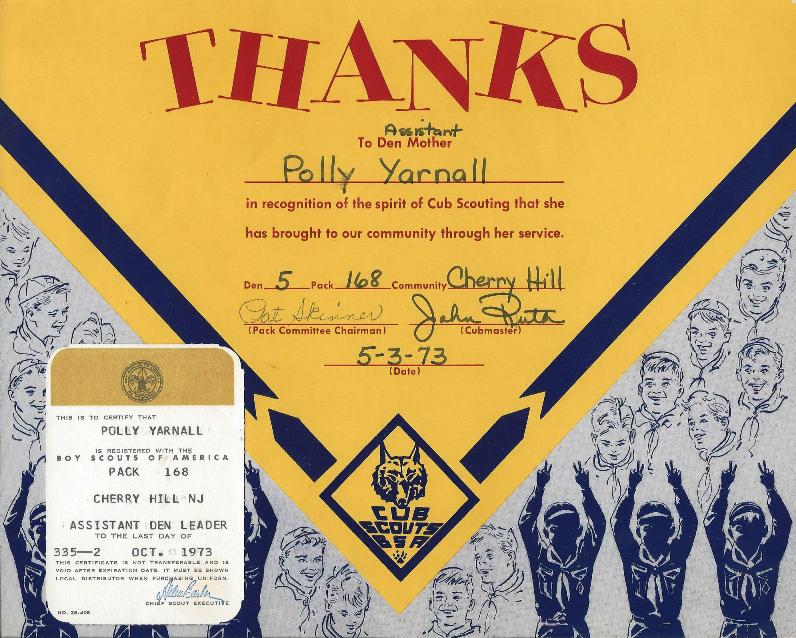 THANKS
Assistant
To Den Mother
Polly Yarnall
in recognition of the spirit of Cub Scouting that she
has brought to our community through her service.
Den 5 Pack 168 Community Cherry Hill
Pat Skinner John Ruth
(Pack Committee Chairman) (Cubmaster)
5-3-73
(Date)
CUB
SCOUTS
BSA
THIS IS TO CERTIFY THAT
POLLY YARNALL
IS REGISTERED WITH THE
BOY SCOUTS OF AMERICA
PACK 168
CHERRY HILL NJ
ASSISTANT DEN LEADER
TO THE LAST DAY OF
335—2 OCT. 1973
THIS CERTIFICATE IS NOT TRANSFERABLE AND IS
VOID AFTER EXPIRATION DATE. IT MUST BE SHOWN
LOCAL DISTRIBUTOR WHEN PURCHASING UNIFORM.
CHIEF SCOUT EXECUTIVE